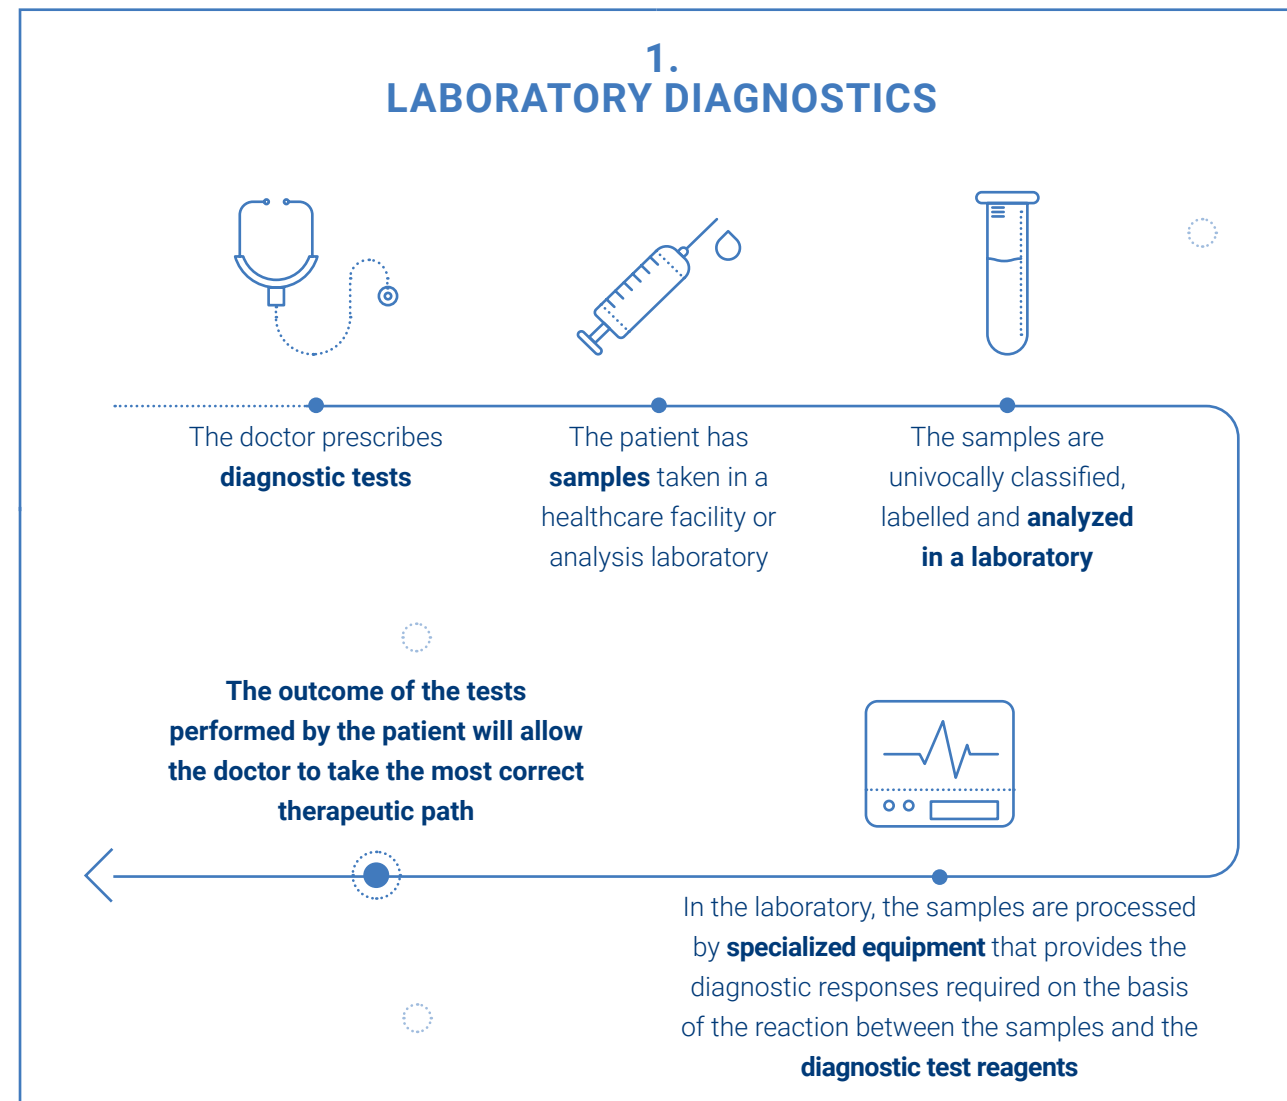 1.
LABORATORY DIAGNOSTICS
The doctor prescribes
diagnostic tests
The patient has
samples taken in a
healthcare facility or
analysis laboratory
The samples are
univocally classified,
labelled and analyzed
in a laboratory
In the laboratory, the samples are processed
by specialized equipment that provides the
diagnostic responses required on the basis
of the reaction between the samples and the
diagnostic test reagents
The outcome of the tests
performed by the patient will allow
the doctor to take the most correct
therapeutic path